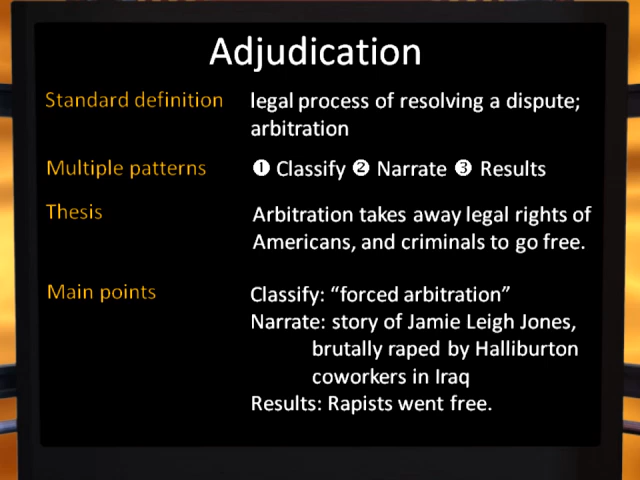 Adjudication
Standard definition legal process of resolving a dispute;
arbitration
Multiple patterns ❶ Classify ❷ Narrate ❸ Results
Thesis Arbitration takes away legal rights of
Americans, and criminals to go free.
Main points Classify: “forced arbitration”
Narrate: story of Jamie Leigh Jones,
brutally raped by Halliburton
coworkers in Iraq
Results: Rapists went free.